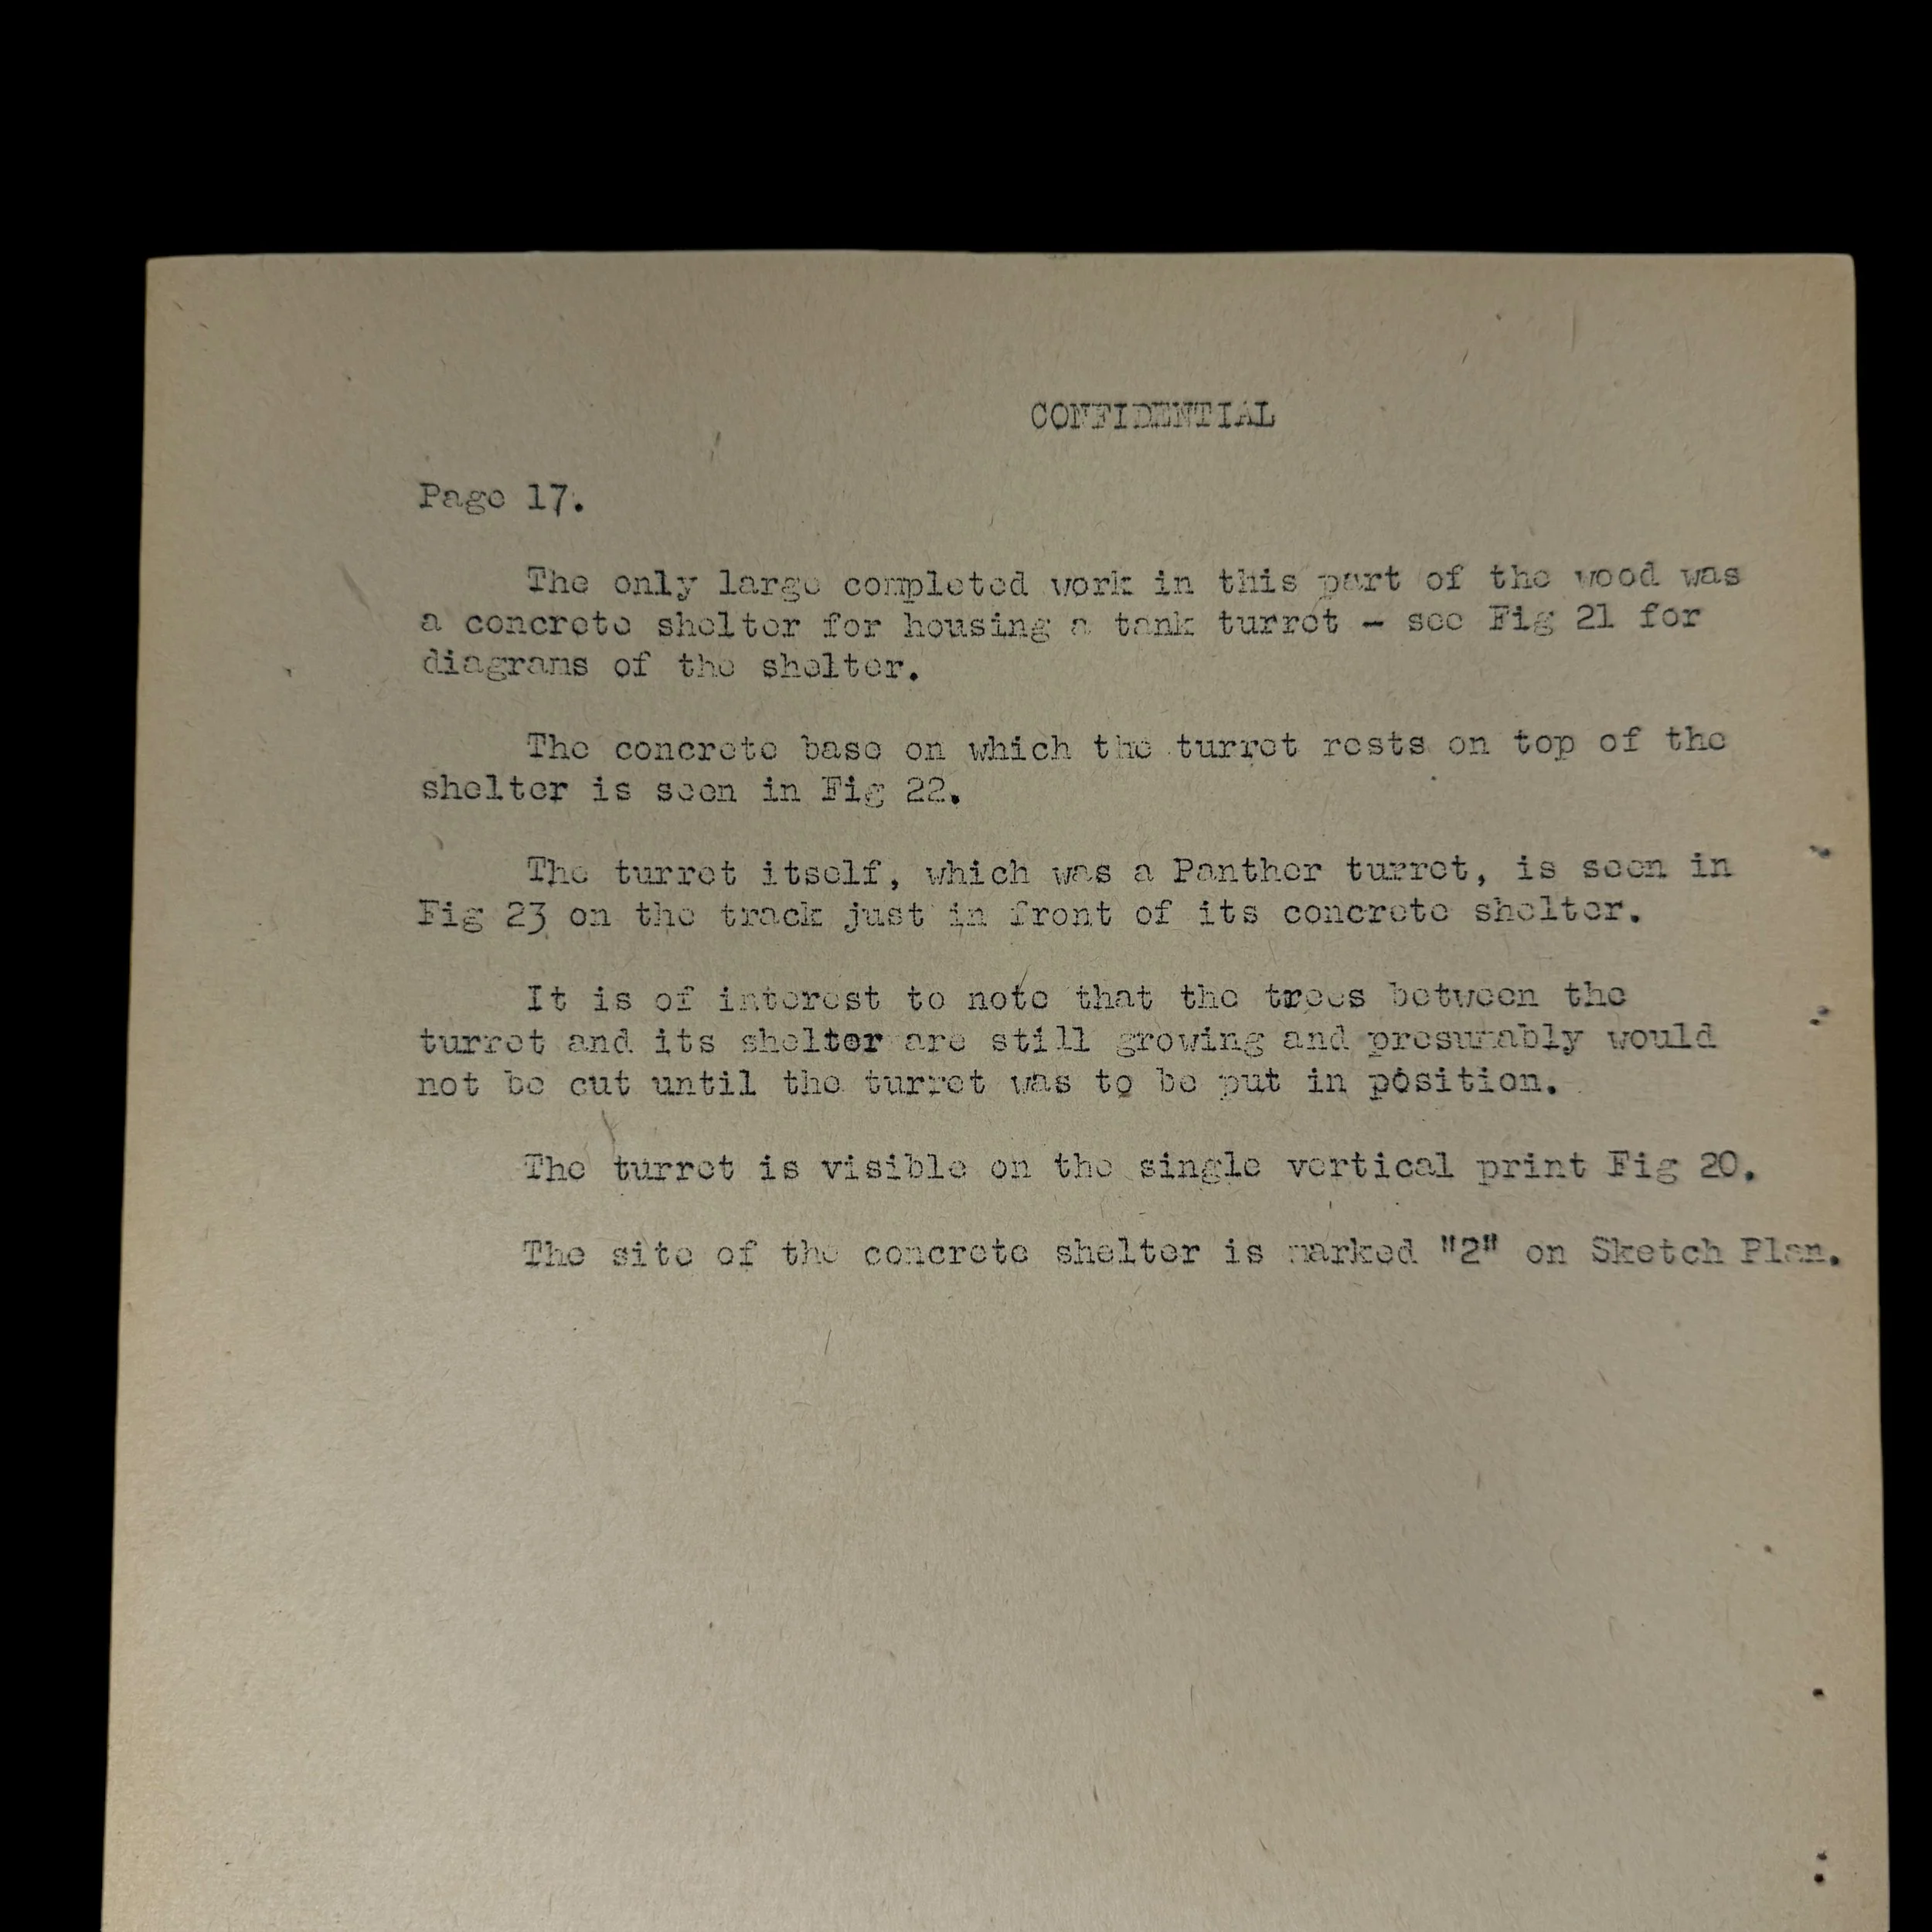 CONFIDENTIAL
Page 17.
The only large completed work in this part of the wood was
a concrete shelter for housing a tank turret - see Fig 21 for
diagrams of the shelter.
The concrete base on which the turret rests on top of the
shelter is seen in Fig 22.
The turret itself, which was a Panther turret, is seen in
Fig 23 on the track just in front of its concrete shelter.
It is of interest to note that the trees between the
turret and its shelter are still growing and presumably would
not be cut until the turret was to be put in position.
The turret is visible on the single vertical print Fig 20.
The site of the concrete shelter is marked "2" on Sketch Plan.